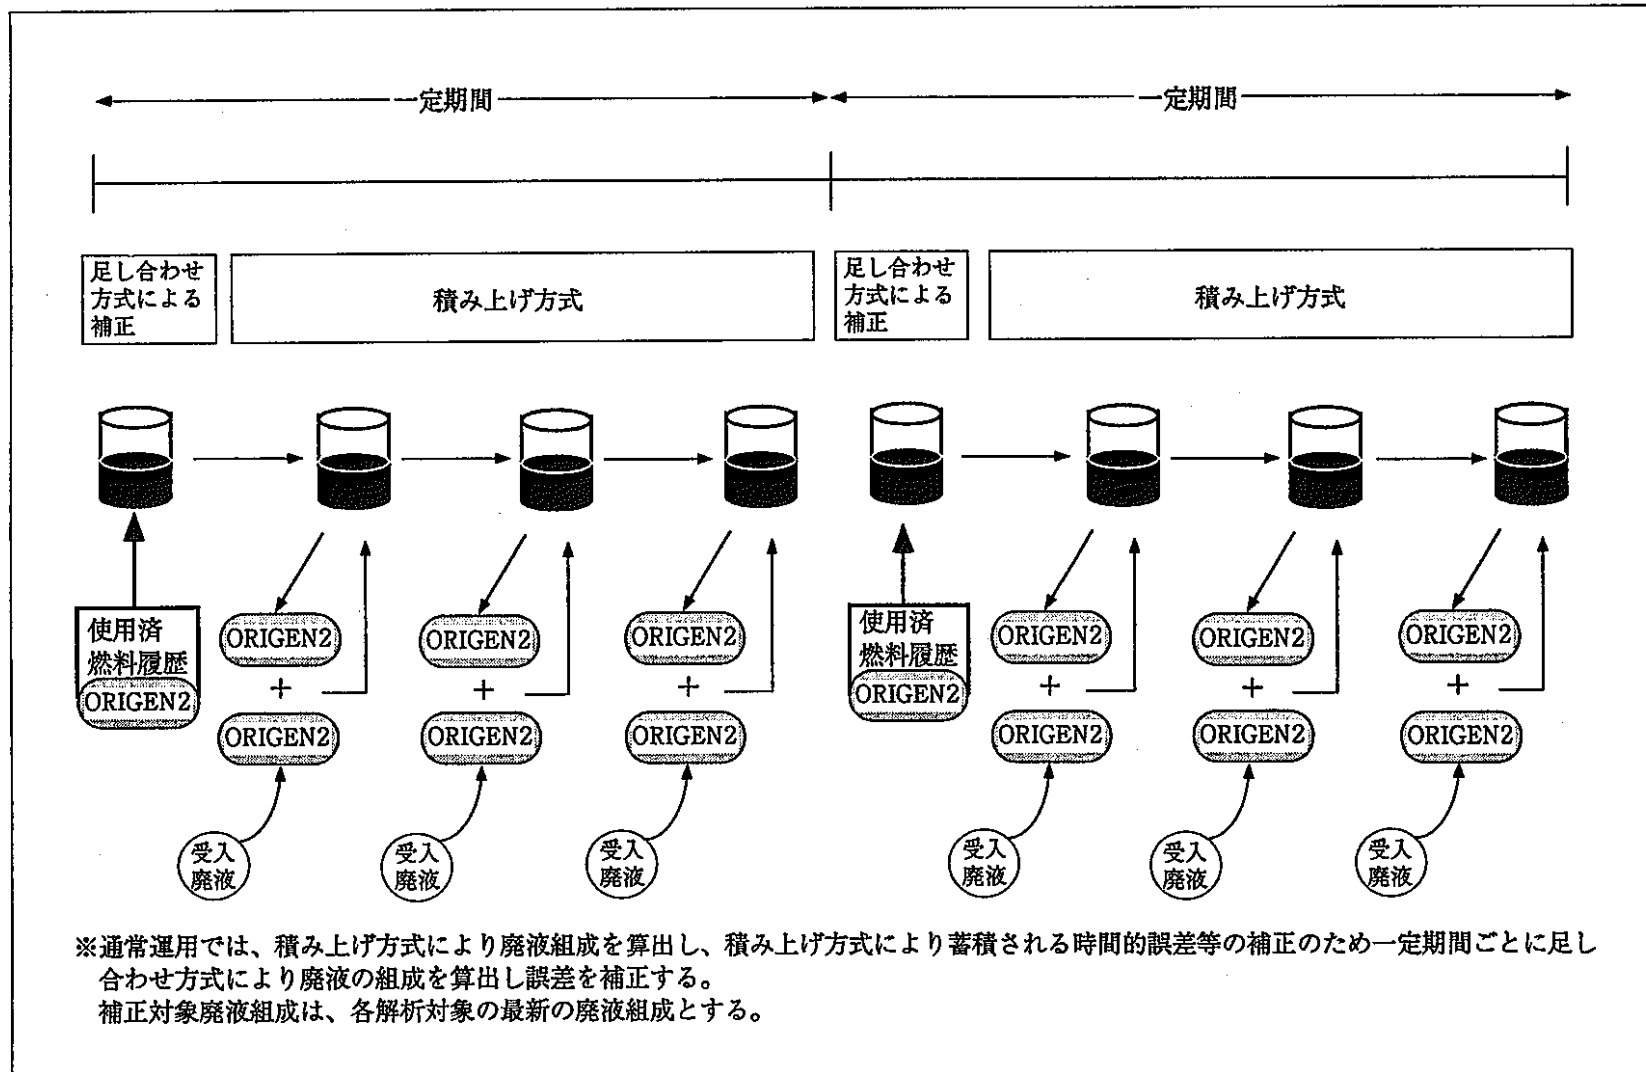 一定期間
一定期間
足し合わせ
方式による
補正
積み上げ方式
足し合わせ
方式による
補正
積み上げ方式
使用済
燃料履歴
ORIGEN2
ORIGEN2
+
ORIGEN2
受入
廃液
ORIGEN2
+
ORIGEN2
受入
廃液
ORIGEN2
+
ORIGEN2
受入
廃液
使用済
燃料履歴
ORIGEN2
ORIGEN2
+
ORIGEN2
受入
廃液
ORIGEN2
+
ORIGEN2
受入
廃液
ORIGEN2
+
ORIGEN2
受入
廃液
※通常運用では、積み上げ方式により廃液組成を算出し、積み上げ方式により蓄積される時間的誤差等の補正のため一定期間ごとに足し
合わせ方式により廃液の組成を算出し誤差を補正する。
補正対象廃液組成は、各解析対象の最新の廃液組成とする。